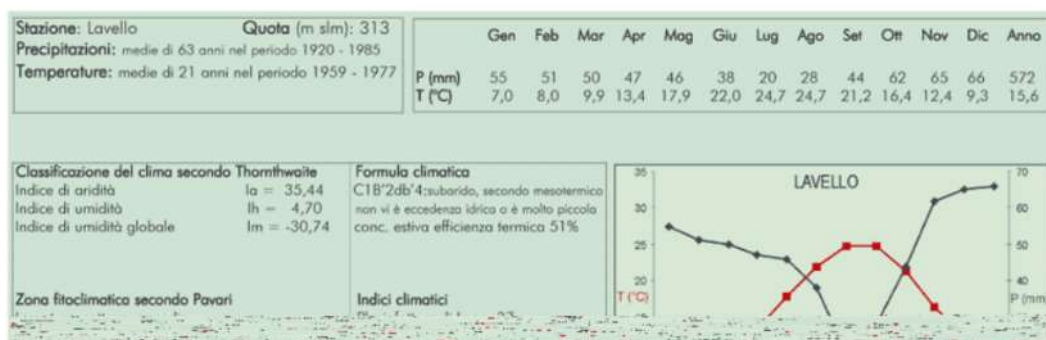 Stazione: Lavello Quota (m slm): 313
Precipitazioni: medie di 63 anni nel periodo 1920 - 1985
Temperature: medie di 21 anni nel periodo 1959 - 1977
Gen Feb Mar Apr Mag Giu Lug Ago Set Ott Nov Dic Anno
P (mm) 55 51 50 47 46 38 20 28 44 62 65 66 572
T (°C) 7,0 8,0 9,9 13,4 17,9 22,0 24,7 24,7 21,2 16,4 12,4 9,3 15,6
Classificazione del clima secondo Thornthwaite
Indice di aridità Ia = 35,44
Indice di umidità Ih = 4,70
Indice di umidità globale Im = -30,74
Formula climatica
C1B'2db'4:subarido, secondo mesotermico
non vi è eccedenza idrica o è molto piccola
conc. estiva efficienza termica 51%
Zona fitoclimatica secondo Pavari
Indici climatici
LAVELLO
35
30
25
20
T (°C)
70
60
50
40
P (mm